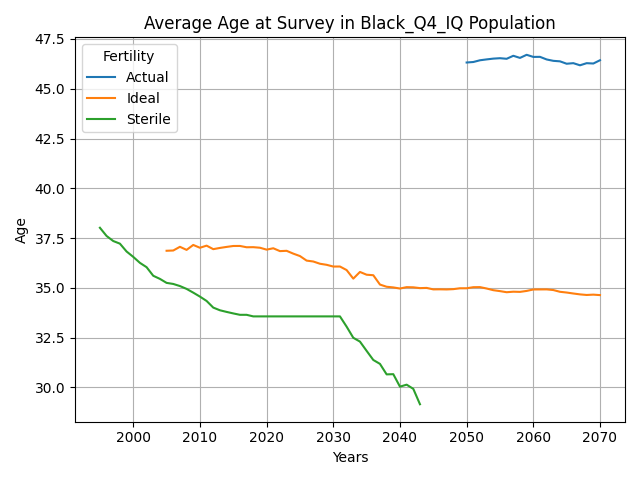 Average Age at Survey in Black_Q4_IQ Population
47.5
45.0
42.5
40.0
37.5
35.0
32.5
30.0
Age
Fertility
Actual
Ideal
Sterile
2000
2010
2020
2030
2040
2050
2060
2070
Years